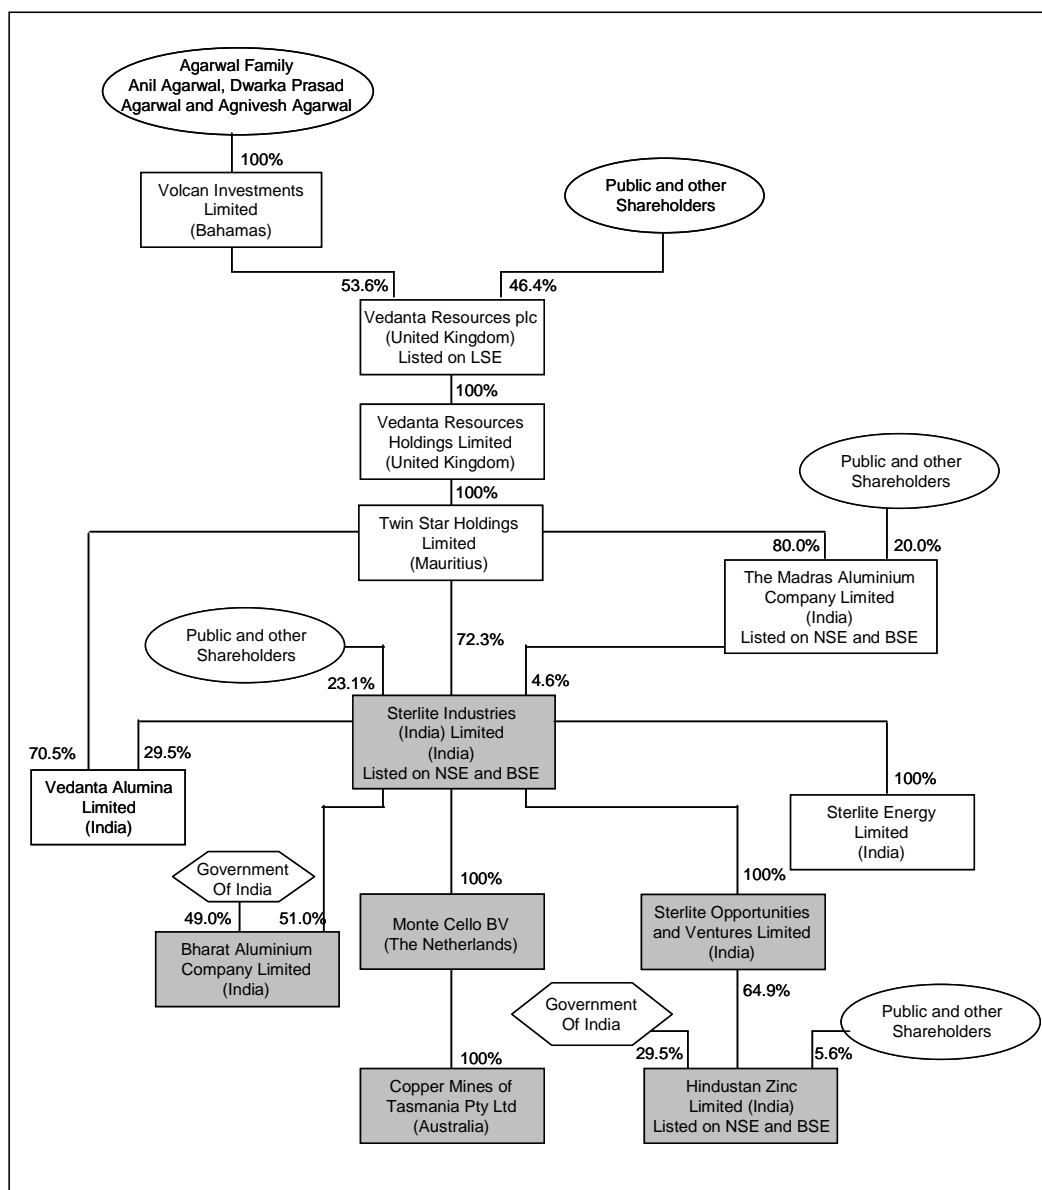 Agarwal Family
Anil Agarwal, Dwarka Prasad
Agarwal and Agnivesh Agarwal
100%
Volcan Investments
Limited
(Bahamas)
Public and other
Shareholders
53.6%
46.4%
Vedanta Resources plc
(United Kingdom)
Listed on LSE
100%
Vedanta Resources
Holdings Limited
(United Kingdom)
100%
Public and other
Shareholders
Twin Star Holdings
Limited
(Mauritius)
80.0%
20.0%
The Madras Aluminium
Company Limited
(India)
Listed on NSE and BSE
Public and other
Shareholders
72.3%
23.1%
4.6%
Sterlite Industries
(India) Limited
(India)
Listed on NSE and BSE
70.5%
29.5%
100%
Vedanta Alumina
Limited
(India)
Sterlite Energy
Limited
(India)
Government
Of India
49.0%
51.0%
100%
100%
Bharat Aluminium
Company Limited
(India)
Monte Cello BV
(The Netherlands)
Sterlite Opportunities
and Ventures Limited
(India)
64.9%
Government
Of India
Public and other
Shareholders
100%
29.5%
5.6%
Copper Mines of
Tasmania Pty Ltd
(Australia)
Hindustan Zinc
Limited (India)
Listed on NSE and BSE